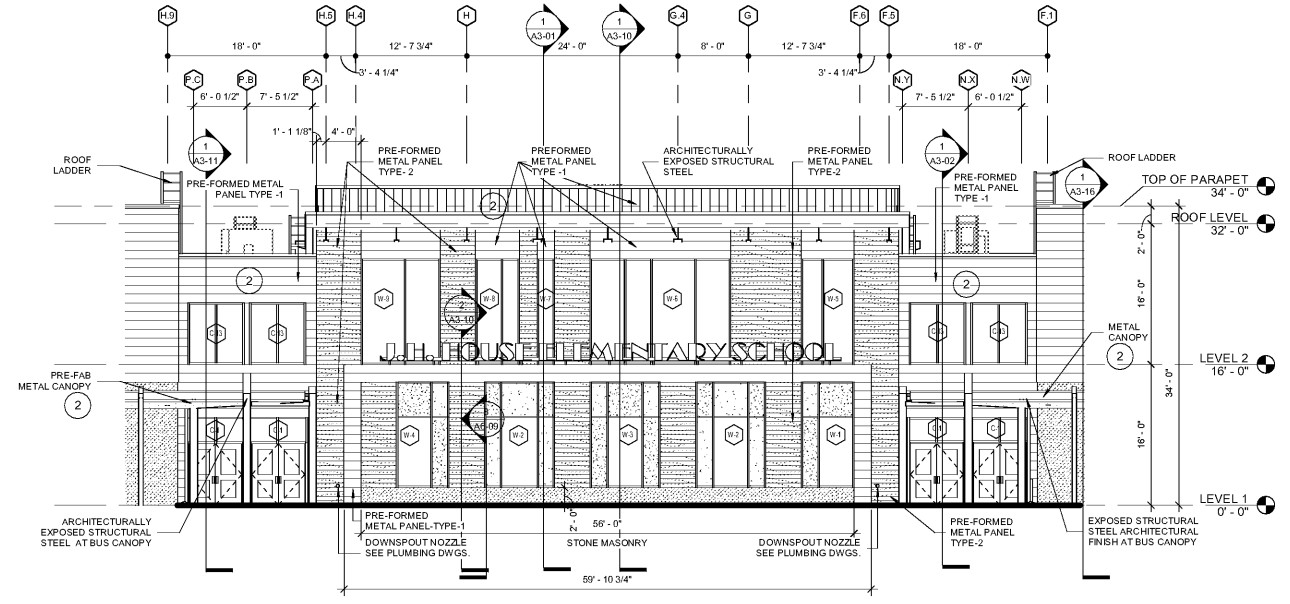 H.9 H.5 H.4 H G.4 G F.6 F.5 F.1
1 1
A3-01 A3-10
18' - 0" 12' - 7 3/4" 24' - 0" 8' - 0" 12' - 7 3/4" 18' - 0"
3' - 4 1/4" 3' - 4 1/4"
P.C P.B P.A N.Y N.X N.W
6' - 0 1/2" 7' - 5 1/2" 7' - 5 1/2" 6' - 0 1/2"
1' - 1 1/8" 4' - 0"
1
A3-11
1
A3-02
1
A3-16
ROOF
LADDER
PRE-FORMED METAL
PANEL TYPE -1
PRE-FORMED
METAL PANEL
TYPE - 2
PREFORMED
METAL PANEL
TYPE -1
ARCHITECTURALLY
EXPOSED STRUCTURAL
STEEL
PRE-FORMED
METAL PANEL
TYPE-2
PRE-FORMED
METAL PANEL
TYPE -1
ROOF LADDER
TOP OF PARAPET
34' - 0"
ROOF LEVEL
32' - 0"
2' - 0"
2
2 2
16' - 0"
W-9 W-8 W-7 W-6 W-5
2
A3-10
J.H. HOUSE ELEMENTARY SCHOOL
METAL
CANOPY
2
LEVEL 2
16' - 0"
34' - 0"
PRE-FAB
METAL CANOPY
2
A6-09
W-4 W-2 W-3 W-2 W-1
16' - 0"
LEVEL 1
0' - 0"
ARCHITECTURALLY
EXPOSED STRUCTURAL
STEEL AT BUS CANOPY
PRE-FORMED
METAL PANEL-TYPE-1
DOWNSPOUT NOZZLE
SEE PLUMBING DWGS.
2' - 0"
56' - 0"
STONE MASONRY
DOWNSPOUT NOZZLE
SEE PLUMBING DWGS.
PRE-FORMED
METAL PANEL
TYPE-2
EXPOSED STRUCTURAL
STEEL ARCHITECTURAL
FINISH AT BUS CANOPY
59' - 10 3/4"